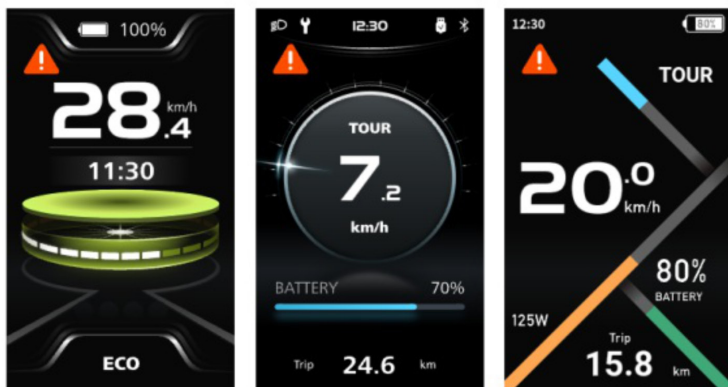 100%
28.4 km/h
11:30
ECO
12:30
TOUR
7.2
km/h
BATTERY 70%
Trip 24.6 km
12:30 80%
TOUR
20.0 km/h
80%
BATTERY
125W
Trip
15.8 km